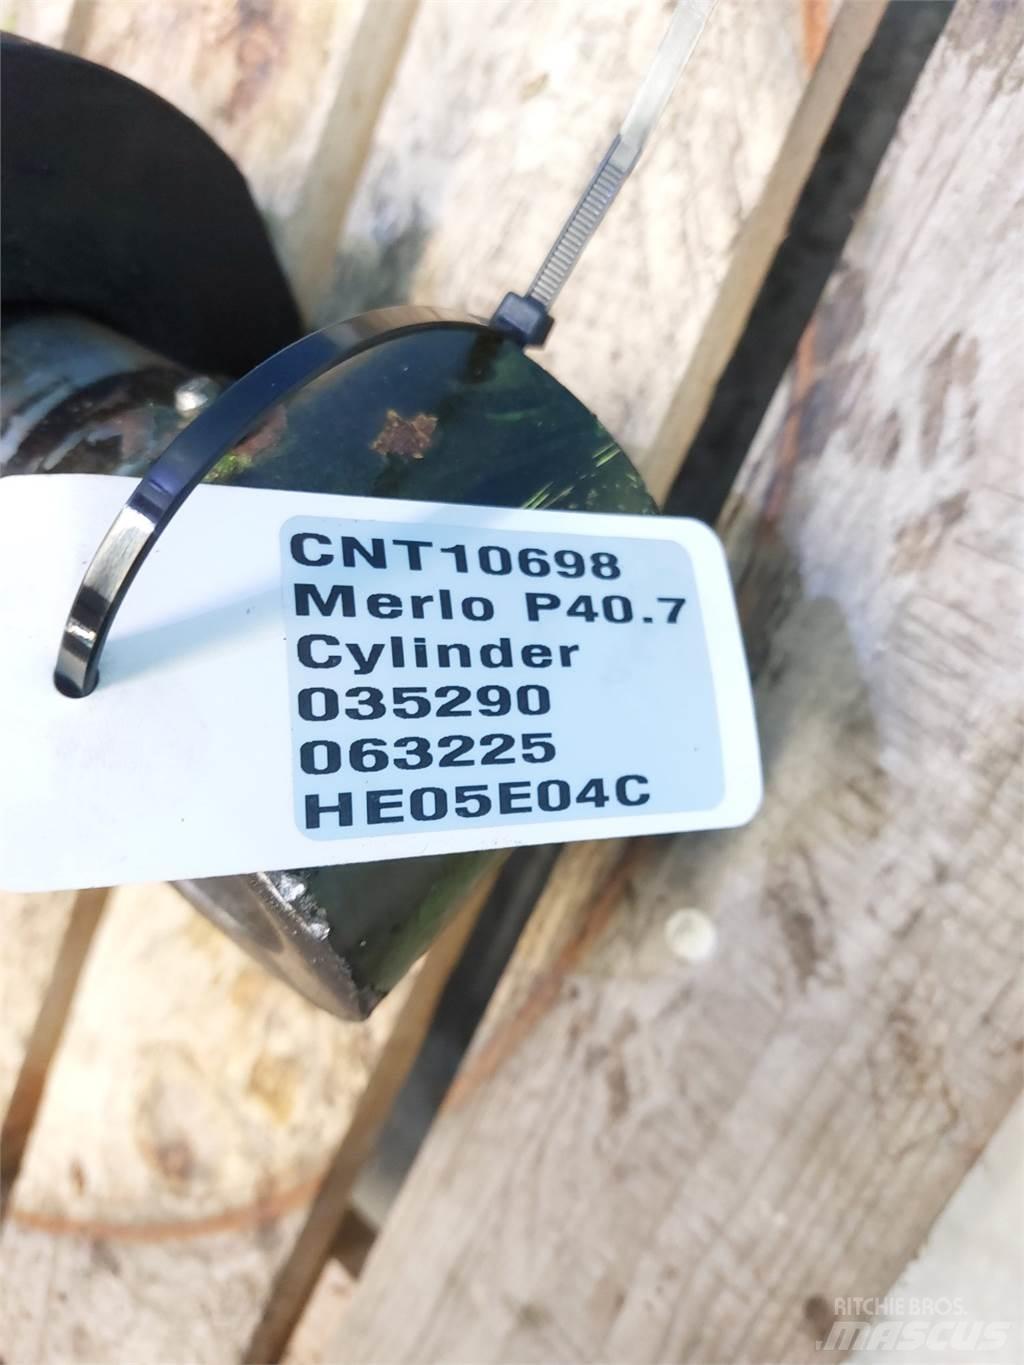 CNT10698
Merlo P40.7
Cylinder
035290
063225
HE05E04C
RITCHIE BROS.
MASCUS